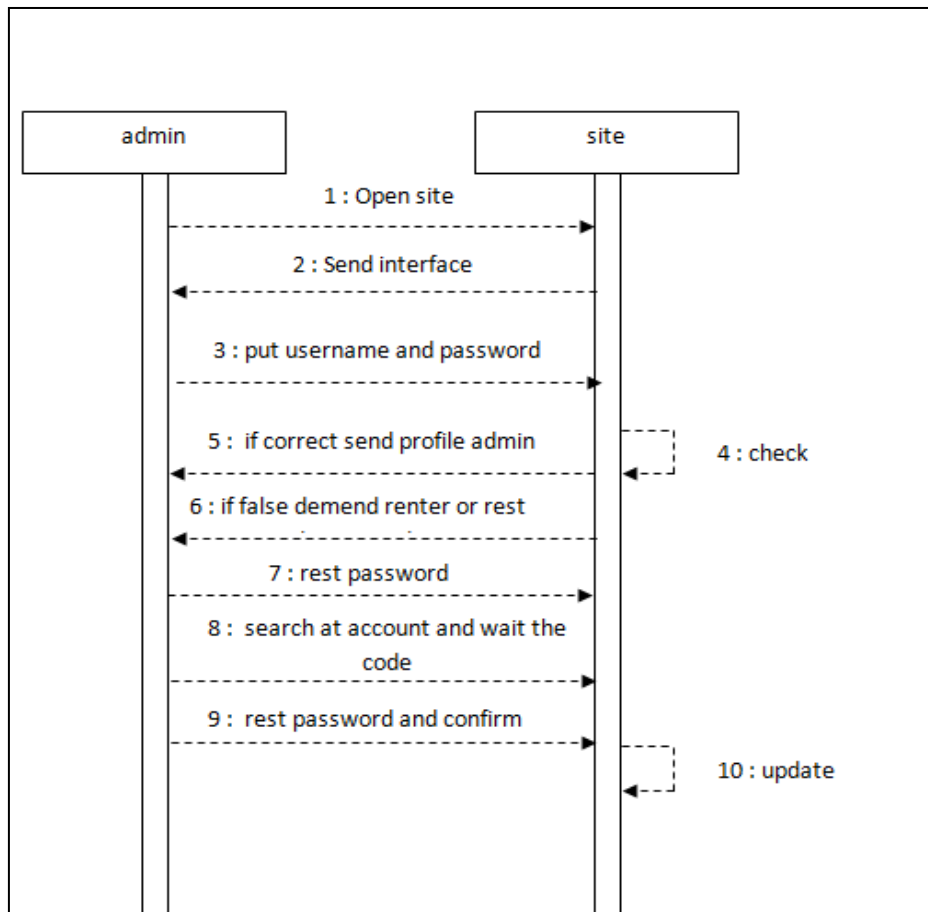 admin
site
1 : Open site
2 : Send interface
3 : put username and password
5 : if correct send profile admin
4 : check
6 : if false demend renter or rest
7 : rest password
8 : search at account and wait the
code
9 : rest password and confirm
10 : update